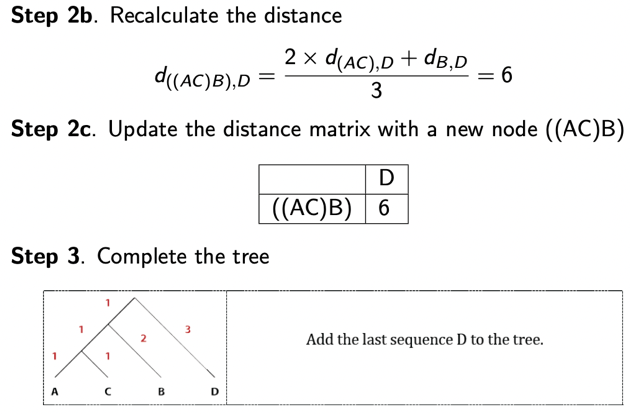 Step 2b. Recalculate the distance
d((AC)B),D = 2 × d(AC),D + dB,D / 3 = 6
Step 2c. Update the distance matrix with a new node ((AC)B)
D
((AC)B) 6
Step 3. Complete the tree
1
1 2 3
1 1
Add the last sequence D to the tree.
A C B D